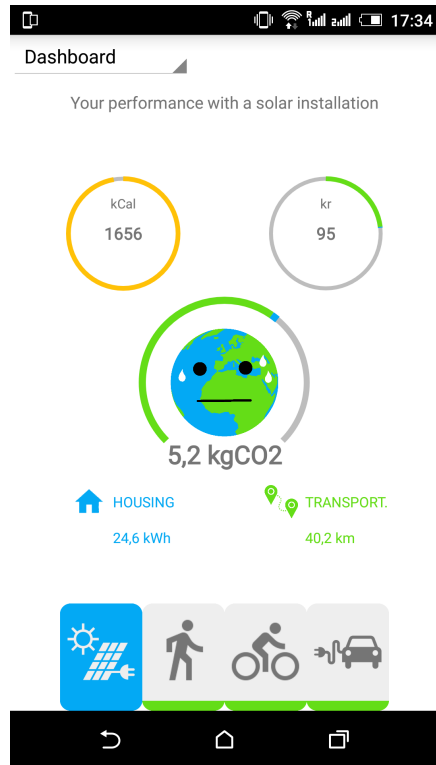 17:34
Dashboard
Your performance with a solar installation
kCal
1656
kr
95
5,2 kgCO2
HOUSING
TRANSPORT.
24,6 kWh
40,2 km